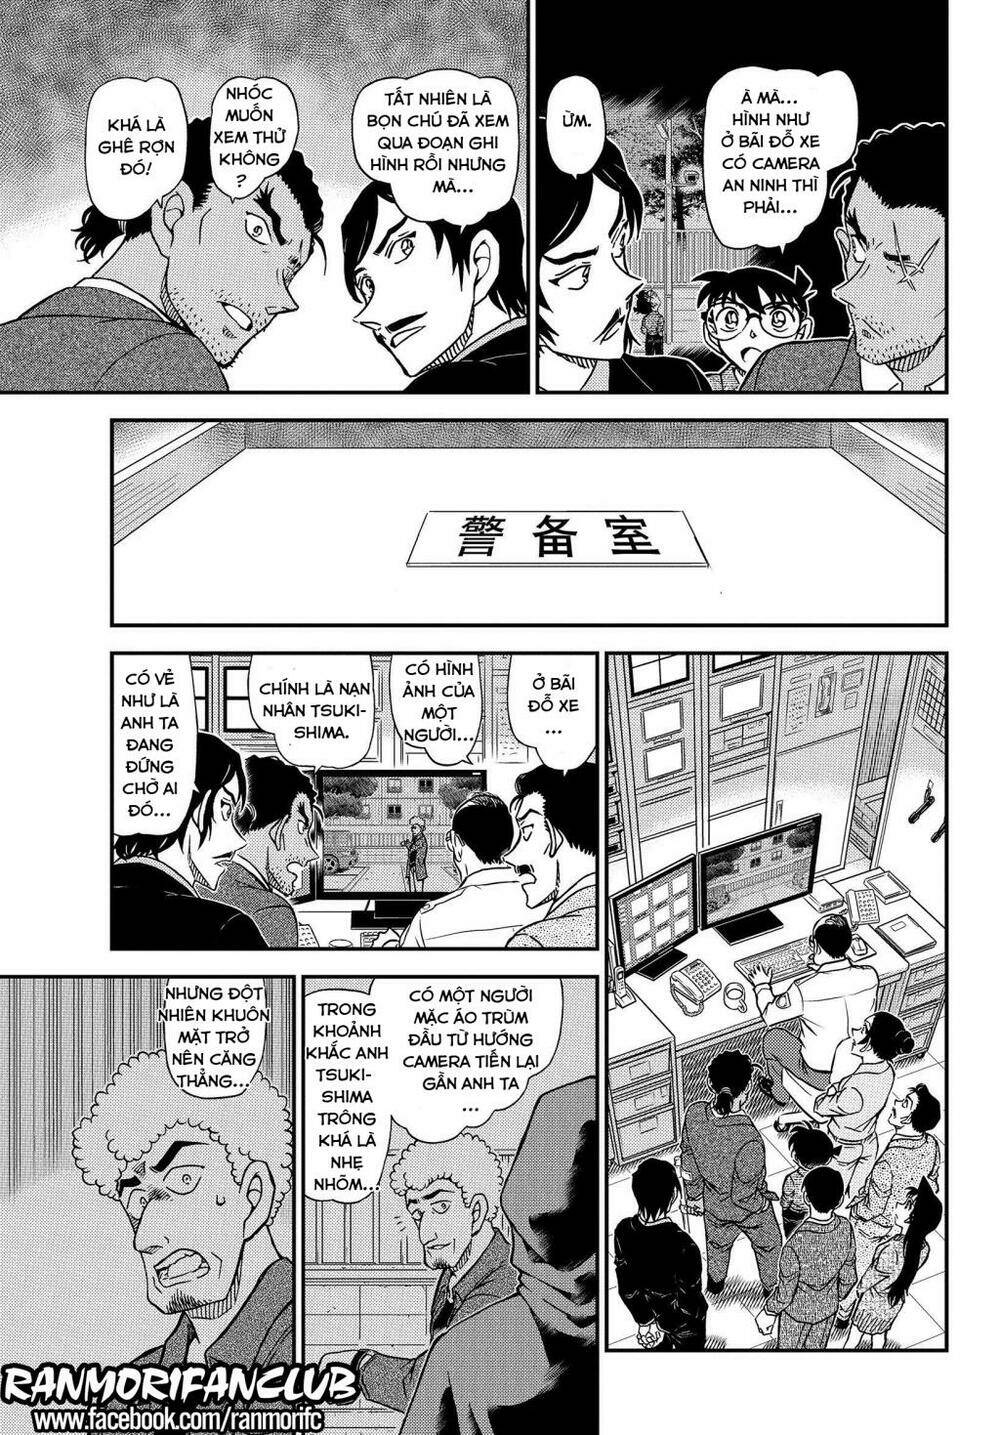 À MÀ...
HÌNH NHƯ
Ở BÃI ĐỖ XE
CÓ CAMERA
AN NINH THÌ
PHẢI...
ỪM.
TẤT NHIÊN LÀ
BỌN CHÚ ĐÃ XEM
QUA ĐOẠN GHI
HÌNH RỒI NHƯNG
MÀ...
NHÓC
MUỐN
XEM THỬ
KHÔNG
?
KHÁ LÀ
GHÊ RỢN
ĐÓ!
警备室
Ở BÃI
ĐỖ XE
...
CÓ HÌNH
ẢNH CỦA
MỘT
NGƯỜI...
CHÍNH LÀ NẠN
NHÂN TSUKI-
SHIMA.
CÓ VẺ
NHƯ LÀ
ANH TA
ĐANG
ĐỨNG
CHỜ AI
ĐÓ...
CÓ MỘT NGƯỜI
MẶC ÁO TRÙM
ĐẦU TỪ HƯỚNG
CAMERA TIẾN LẠI
GẦN ANH TA
...
TRONG
KHOẢNH
KHẮC ANH
TSUKI-
SHIMA
TRÔNG
KHÁ LÀ
NHẸ
NHÕM...
NHƯNG ĐỘT
NHIÊN KHUÔN
MẶT TRỞ
NÊN CĂNG
THẲNG...
RANMORIFANCLUB
www.facebook.com/ranmorifc